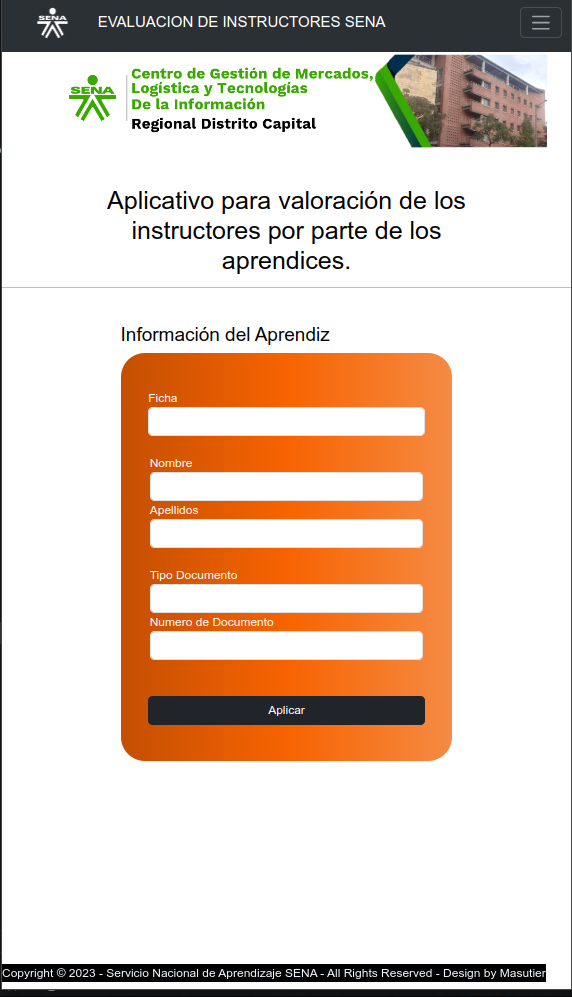 SENA
EVALUACION DE INSTRUCTORES SENA
SENA
Centro de Gestión de Mercados,
Logística y Tecnologías
De la Información
Regional Distrito Capital
Aplicativo para valoración de los
instructores por parte de los
aprendices.
Información del Aprendiz
Ficha
Nombre
Apellidos
Tipo Documento
Numero de Documento
Aplicar
Copyright © 2023 - Servicio Nacional de Aprendizaje SENA - All Rights Reserved - Design by Masutier